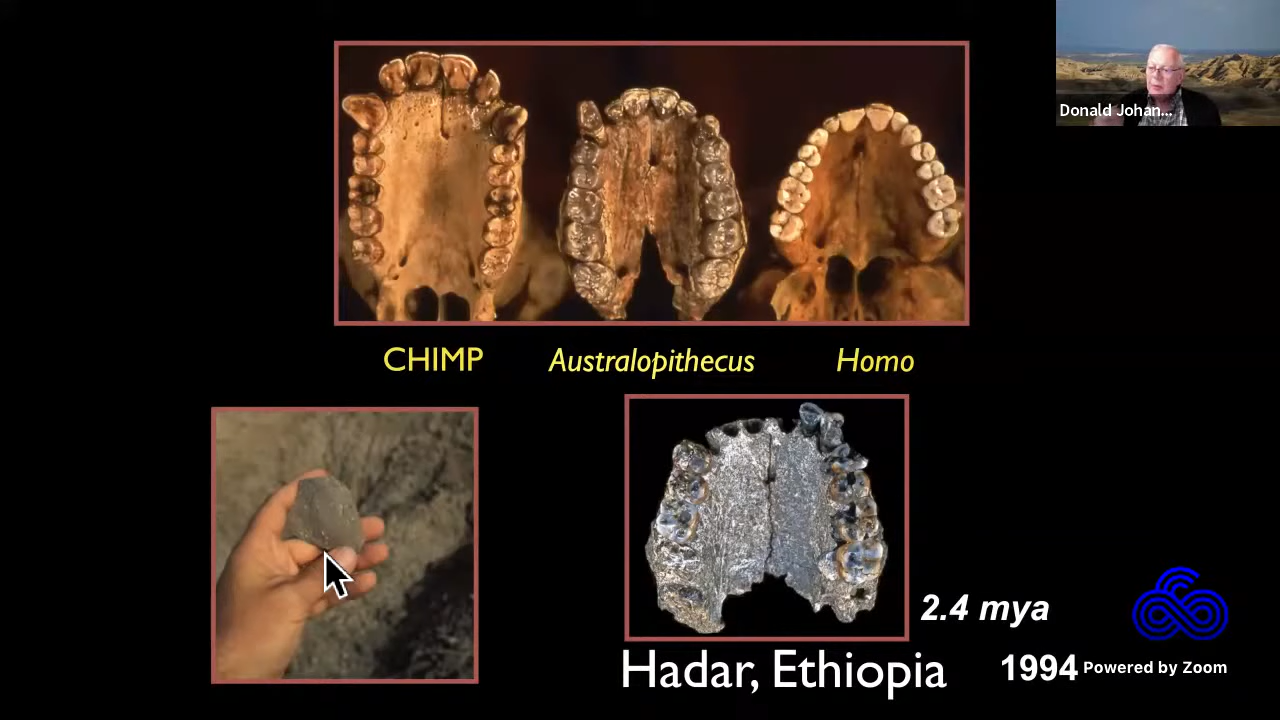 Donald Johan...
CHIMP Australopithecus Homo
2.4 mya
Hadar, Ethiopia 1994
Powered by Zoom